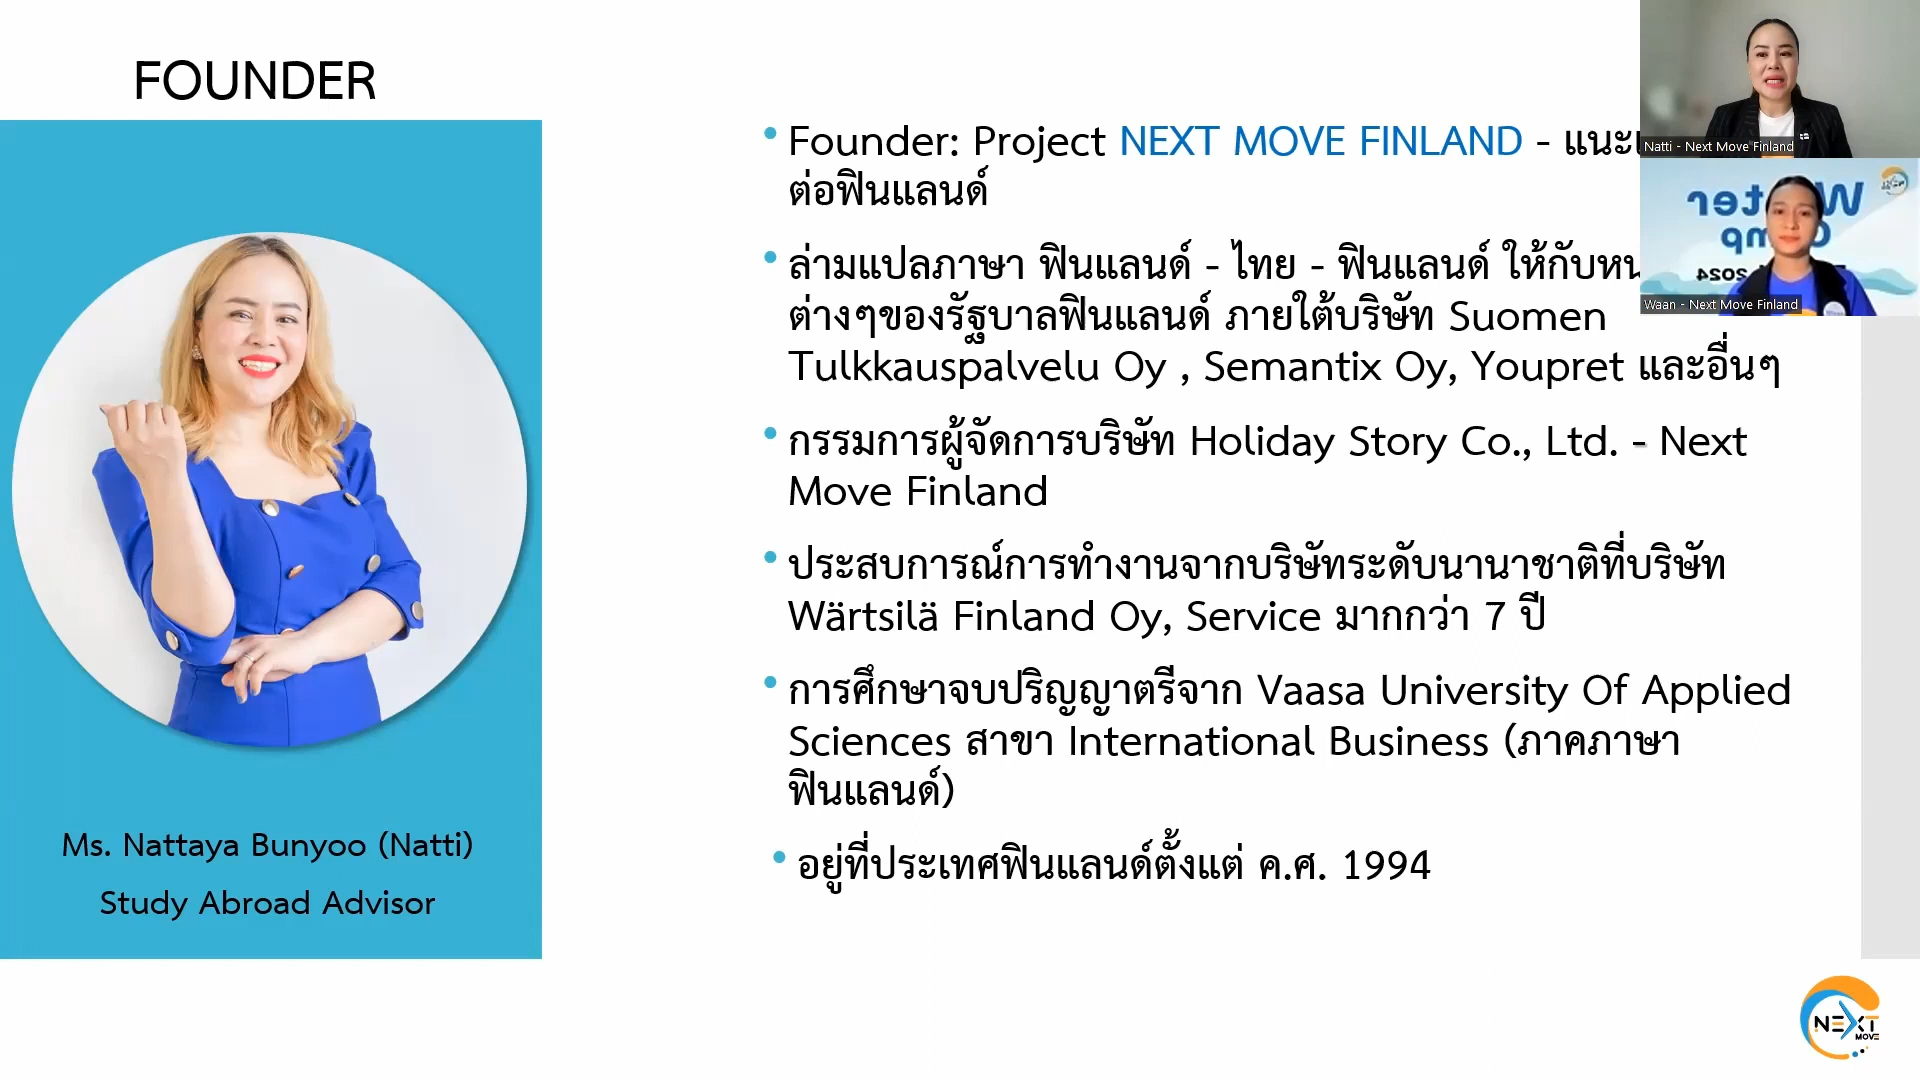 FOUNDER
Founder: Project NEXT MOVE FINLAND -
ต่อฟินแลนด์
ล่ามแปลภาษา ฟินแลนด์ - ไทย - ฟินแลนด์ ให้กับ
ต่างๆของรัฐบาลฟินแลนด์ ภายใต้บริษัท Suomen
Tulkkauspalvelu Oy , Semantix Oy, Youpret และอื่นๆ
กรรมการผู้จัดการบริษัท Holiday Story Co., Ltd. - Next
Move Finland
ประสบการณ์การทำงานจากบริษัทระดับนานาชาติที่บริษัท
Wärtsilä Finland Oy, Service มากกว่า 7 ปี
การศึกษาจบปริญญาตรีจาก Vaasa University Of Applied
Sciences สาขา International Business (ภาคภาษา
ฟินแลนด์)
อยู่ที่ประเทศฟินแลนด์ตั้งแต่ ค.ศ. 1994
Ms. Nattaya Bunyoo (Natti)
Study Abroad Advisor
Natti - Next Move Finland
2024
Waan - Next Move Finland
NEXT
MOVE